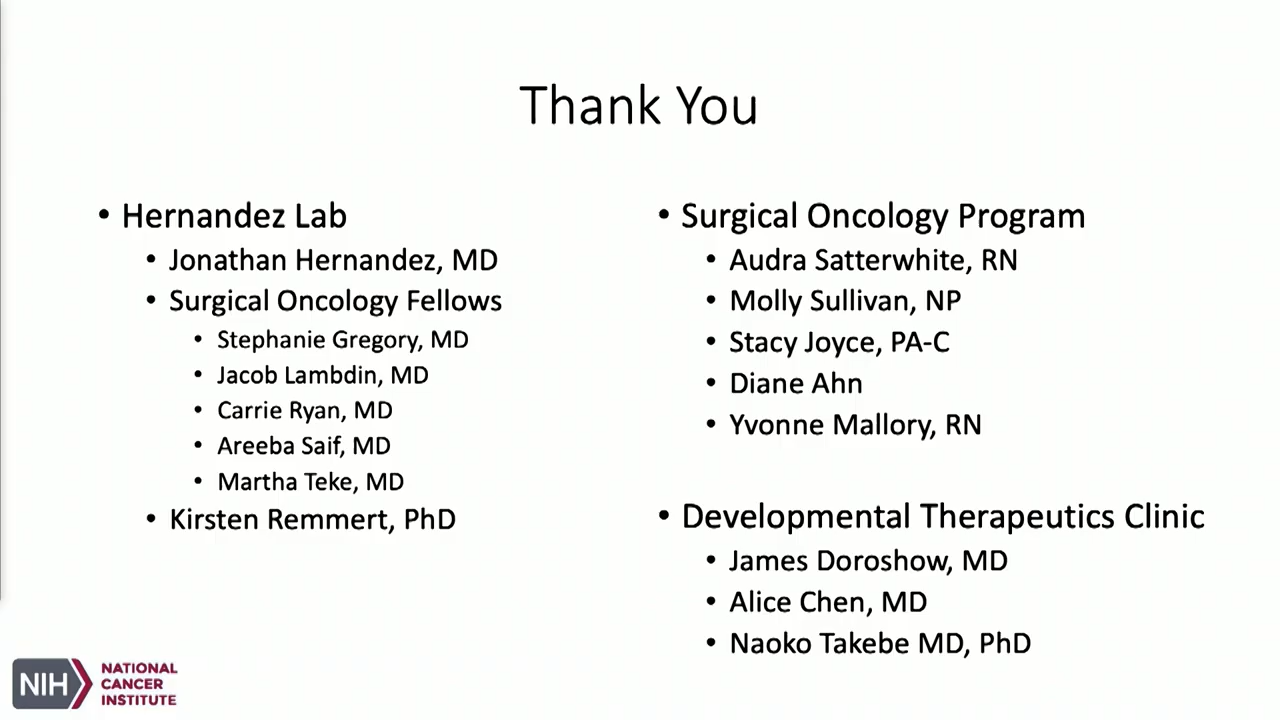 Thank You
• Hernandez Lab
• Jonathan Hernandez, MD
• Surgical Oncology Fellows
• Stephanie Gregory, MD
• Jacob Lambdin, MD
• Carrie Ryan, MD
• Areeba Saif, MD
• Martha Teke, MD
• Kirsten Remmert, PhD
• Surgical Oncology Program
• Audra Satterwhite, RN
• Molly Sullivan, NP
• Stacy Joyce, PA-C
• Diane Ahn
• Yvonne Mallory, RN
• Developmental Therapeutics Clinic
• James Doroshow, MD
• Alice Chen, MD
• Naoko Takebe MD, PhD
NIH
NATIONAL
CANCER
INSTITUTE